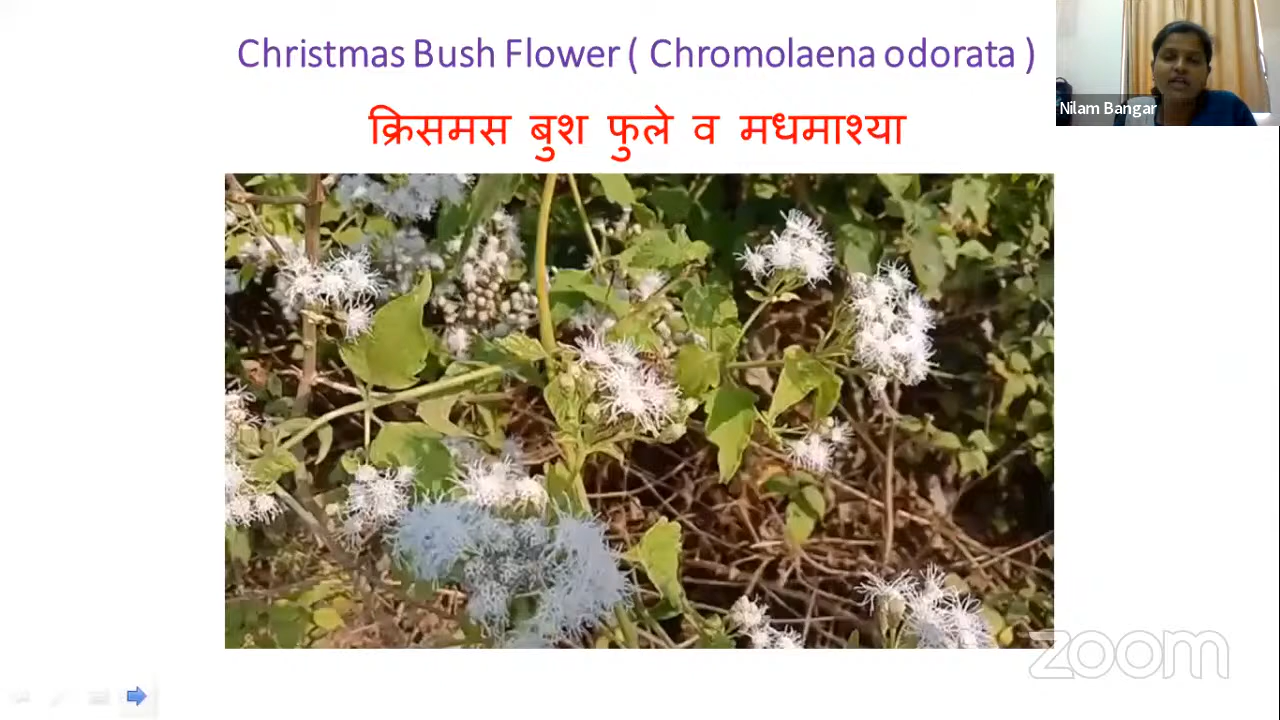 Christmas Bush Flower ( Chromolaena odorata )
क्रिसमस बुश फुले व मधमाश्या
Nilam Bangar
zoom